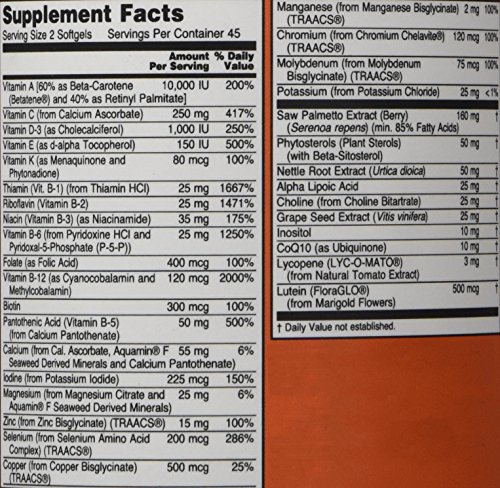 Supplement Facts
Serving Size 2 Softgels Servings Per Container 45
Amount Per Serving % Daily Value
Vitamin A [60% as Beta-Carotene (Betatene®) and 40% as Retinyl Palmitate] 10,000 IU 200%
Vitamin C (from Calcium Ascorbate) 250 mg 417%
Vitamin D-3 (as Cholecalciferol) 1,000 IU 250%
Vitamin E (as d-alpha Tocopherol) 150 IU 500%
Vitamin K (as Menaquinone and Phytonadione) 80 mcg 100%
Thiamin (Vit. B-1) (from Thiamin HCl) 25 mg 1667%
Riboflavin (Vitamin B-2) 25 mg 1471%
Niacin (Vitamin B-3) (as Niacinamide) 35 mg 175%
Vitamin B-6 (from Pyridoxine HCl and Pyridoxal-5-Phosphate (P-5-P)) 25 mg 1250%
Folate (as Folic Acid) 400 mcg 100%
Vitamin B-12 (as Cyanocobalamin and Methylcobalamin) 120 mcg 2000%
Biotin 300 mcg 100%
Pantothenic Acid (Vitamin B-5) (from Calcium Pantothenate) 50 mg 500%
Calcium (from Cal. Ascorbate, Aquamin® F Seaweed Derived Minerals and Calcium Pantothenate) 55 mg 6%
Iodine (from Potassium Iodide) 225 mcg 150%
Magnesium (from Magnesium Citrate and Aquamin® F Seaweed Derived Minerals) 25 mg 6%
Zinc (from Zinc Bisglycinate) (TRAACS®) 15 mg 100%
Selenium (from Selenium Amino Acid Complex) (TRAACS®) 200 mcg 286%
Copper (from Copper Bisglycinate) (TRAACS®) 500 mcg 25%
Manganese (from Manganese Bisglycinate) (TRAACS®) 2 mg 100%
Chromium (from Chromium Chelavite®) (TRAACS®) 120 mcg 100%
Molybdenum (from Molybdenum Bisglycinate) (TRAACS®) 75 mcg 100%
Potassium (from Potassium Chloride) 25 mg <1%
Saw Palmetto Extract (Berry) (Serenoa repens) (min. 85% Fatty Acids) 160 mg †
Phytosterols (Plant Sterols) (with Beta-Sitosterol) 50 mg †
Nettle Root Extract (Urtica dioica) 50 mg †
Alpha Lipoic Acid 25 mg †
Choline (from Choline Bitartrate) 25 mg †
Grape Seed Extract (Vitis vinifera) 25 mg †
Inositol 10 mg †
CoQ10 (as Ubiquinone) 10 mg †
Lycopene (LYC-O-MATO®) (from Natural Tomato Extract) 3 mg †
Lutein (FloraGLO®) (from Marigold Flowers) 500 mcg †
† Daily Value not established.